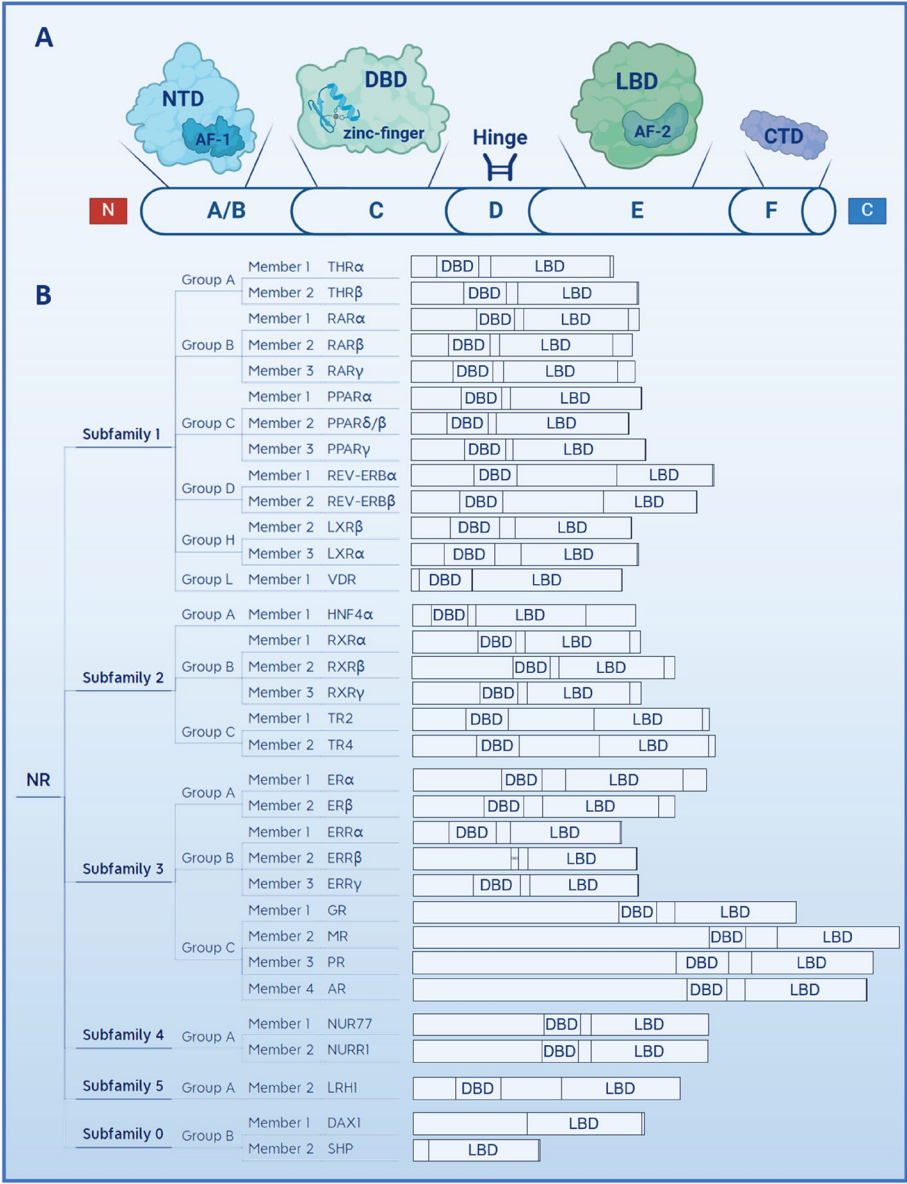 A
NTD
AF-1
DBD
zinc-finger
Hinge
LBD
AF-2
CTD
N
A/B
C
D
E
F
C
B
NR
Subfamily 1
Group A
Member 1 THRα DBD LBD
Member 2 THRβ DBD LBD
Group B
Member 1 RARα DBD LBD
Member 2 RARβ DBD LBD
Member 3 RARγ DBD LBD
Group C
Member 1 PPARα DBD LBD
Member 2 PPARδ/β DBD LBD
Member 3 PPARγ DBD LBD
Group D
Member 1 REV-ERBα DBD LBD
Member 2 REV-ERBβ DBD LBD
Group H
Member 2 LXRβ DBD LBD
Member 3 LXRα DBD LBD
Group L
Member 1 VDR DBD LBD
Subfamily 2
Group A
Member 1 HNF4α DBD LBD
Group B
Member 1 RXRα DBD LBD
Member 2 RXRβ DBD LBD
Member 3 RXRγ DBD LBD
Group C
Member 1 TR2 DBD LBD
Member 2 TR4 DBD LBD
Subfamily 3
Group A
Member 1 ERα DBD LBD
Member 2 ERβ DBD LBD
Group B
Member 1 ERRα DBD LBD
Member 2 ERRβ LBD
Member 3 ERRγ DBD LBD
Group C
Member 1 GR DBD LBD
Member 2 MR DBD LBD
Member 3 PR DBD LBD
Member 4 AR DBD LBD
Subfamily 4
Group A
Member 1 NUR77 DBD LBD
Member 2 NURR1 DBD LBD
Subfamily 5
Group A
Member 2 LRH1 DBD LBD
Subfamily 0
Group B
Member 1 DAX1 LBD
Member 2 SHP LBD